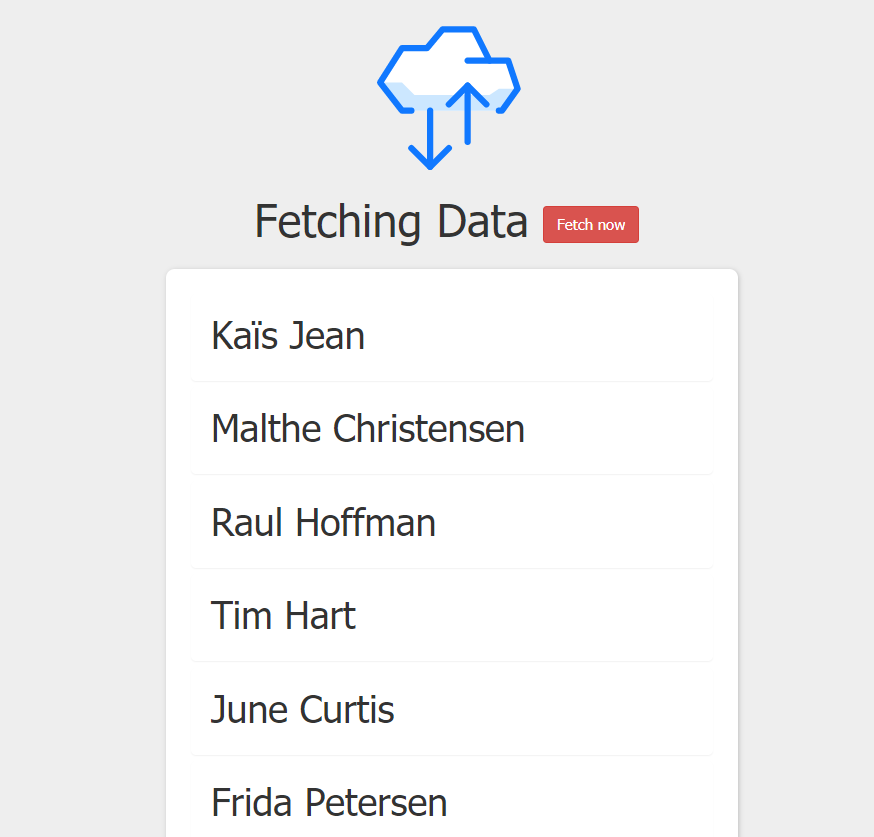 Fetching Data
Fetch now
Kaïs Jean
Malthe Christensen
Raul Hoffman
Tim Hart
June Curtis
Frida Petersen